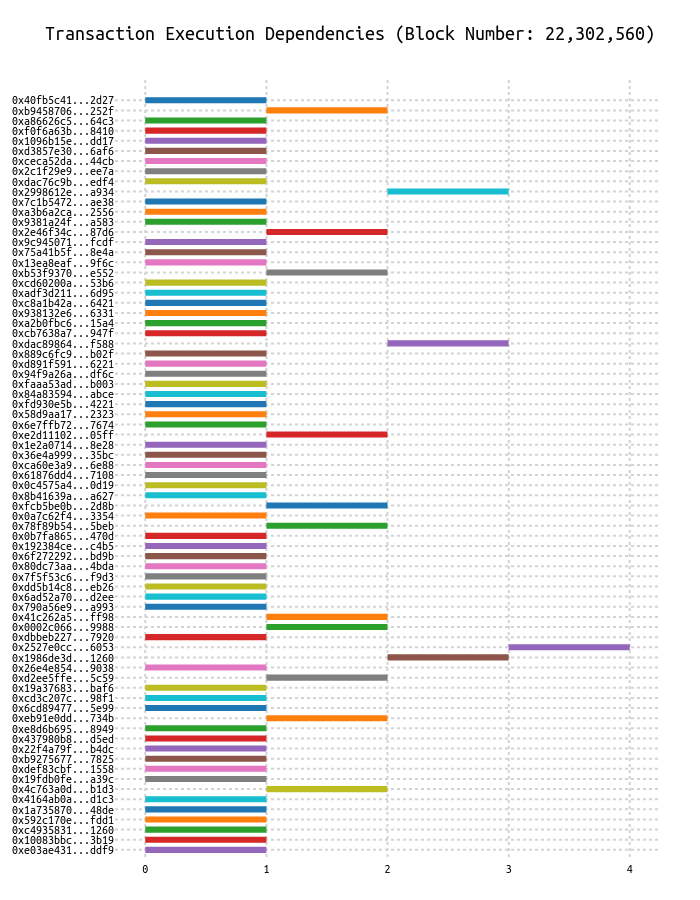 Transaction Execution Dependencies (Block Number: 22,302,560)
0x40fb5c41...2d27
0xb9458706...252f
0xa86626c5...64c3
0xf0f6a63b...8410
0x1096b15e...dd17
0xd3857e30...6af6
0xceca52da...44cb
0x2c1f29e9...ee7a
0xdac76c9b...edf4
0x2998612e...a934
0x7c1b5472...ae38
0xa3b6a2ca...2556
0x9381a24f...a583
0x2e46f34c...87d6
0x9c945071...fcdf
0x75a41b5f...8e4a
0x13ea8eaf...9f6c
0xb53f9370...e552
0xcd60200a...53b6
0xadf3d211...6d95
0xc8a1b42a...6421
0x938132e6...6331
0xa2b0fbc6...15a4
0xcb7638a7...947f
0xdac89864...f588
0x889c6fc9...b02f
0xd891f591...6221
0x94f9a26a...df6c
0xfaaa53ad...b003
0x84a83594...abce
0xfd930e5b...4221
0x58d9aa17...2323
0x6e7ffb72...7674
0xe2d11102...05ff
0x1e2a0714...8e28
0x36e4a999...35bc
0xca60e3a9...6e88
0x61876dd4...7108
0x0c4575a4...0d19
0x8b41639a...a627
0xfcb5be0b...2d8b
0x0a7c62f4...3354
0x78f89b54...5beb
0x0b7fa865...470d
0x192384ce...c4b5
0x6f272292...bd9b
0x80dc73aa...4bda
0x7f5f53c6...f9d3
0xdd5b14c8...eb26
0x6ad52a70...d2ee
0x790a56e9...a993
0x41c262a5...ff98
0x0002c066...9988
0xdbbeb227...7920
0x2527e0cc...6053
0x1986de3d...1260
0x26e4e854...9038
0xd2ee5ffe...5c59
0x19a37683...baf6
0xcd3c207c...98f1
0x6cd89477...5e99
0xeb91e0dd...734b
0xe8d6b695...8949
0x437980b8...d5ed
0x22f4a79f...b4dc
0xb9275677...7825
0xdef83cbf...1558
0x19fdb0fe...a39c
0x4c763a0d...b1d3
0x4164ab0a...d1c3
0x1a735870...48de
0x592c170e...fdd1
0xc4935831...1260
0x10083bbc...3b19
0xe03ae431...ddf9
0 1 2 3 4